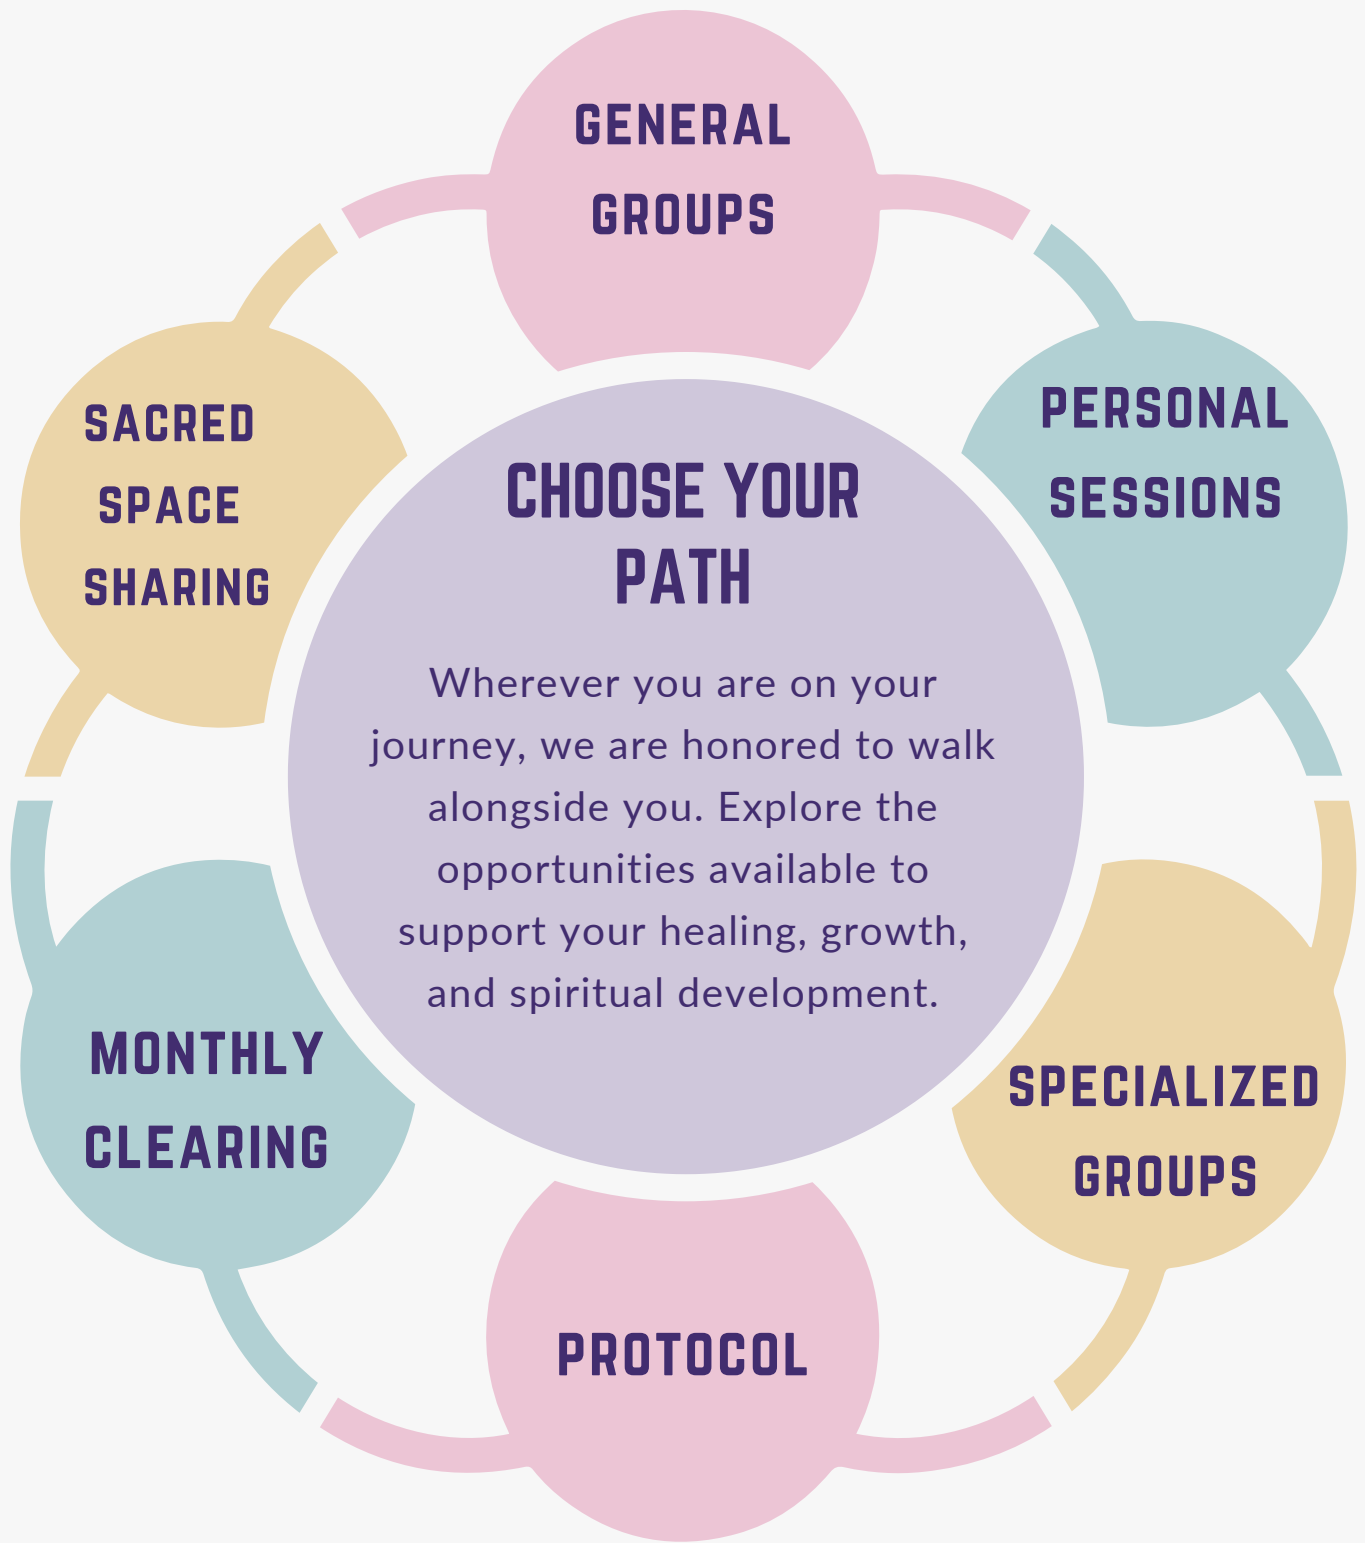 GENERAL
GROUPS
PERSONAL
SESSIONS
SACRED
SPACE
SHARING
CHOOSE YOUR
PATH
Wherever you are on your
journey, we are honored to walk
alongside you. Explore the
opportunities available to
support your healing, growth,
and spiritual development.
MONTHLY
CLEARING
SPECIALIZED
GROUPS
PROTOCOL